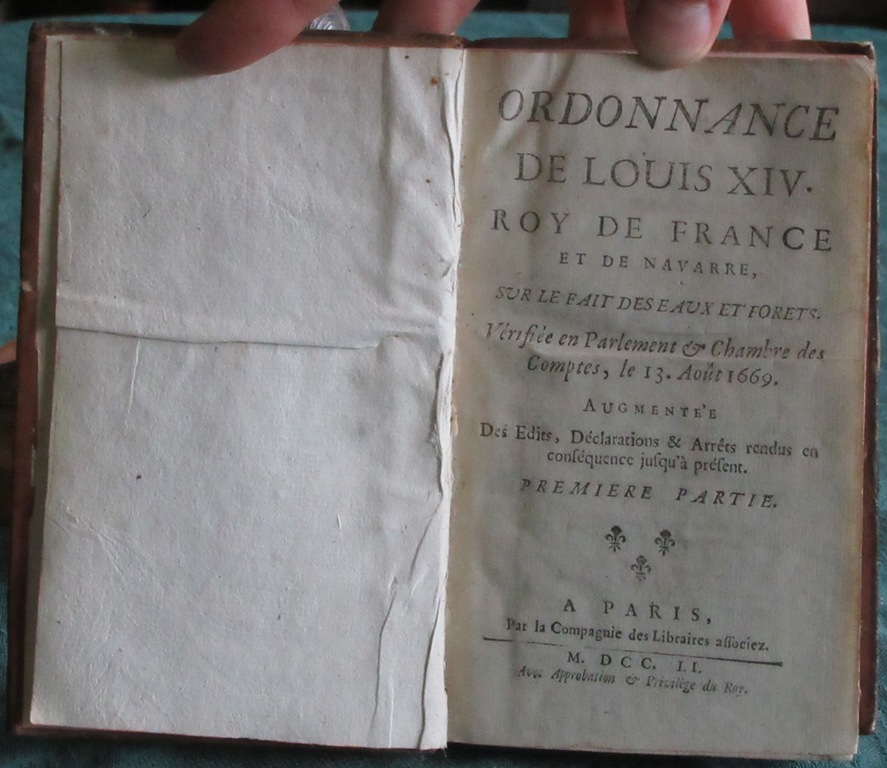 ORDONNANCE
DE LOUIS XIV.
ROY DE FRANCE
ET DE NAVARRE,
SUR LE FAIT DES EAUX ET FORETS.
Vérifiée en Parlement & Chambre des
Comptes, le 13. Août 1669.
AUGMENTÉE
Des Edits, Déclarations & Arrêts rendus en
conſéquence juſqu'à préſent.
PREMIERE PARTIE.
A PARIS,
Par la Compagnie des Libraires aſſociez.
M. DCC. LI.
Avec Approbation & Privilége du Roy.